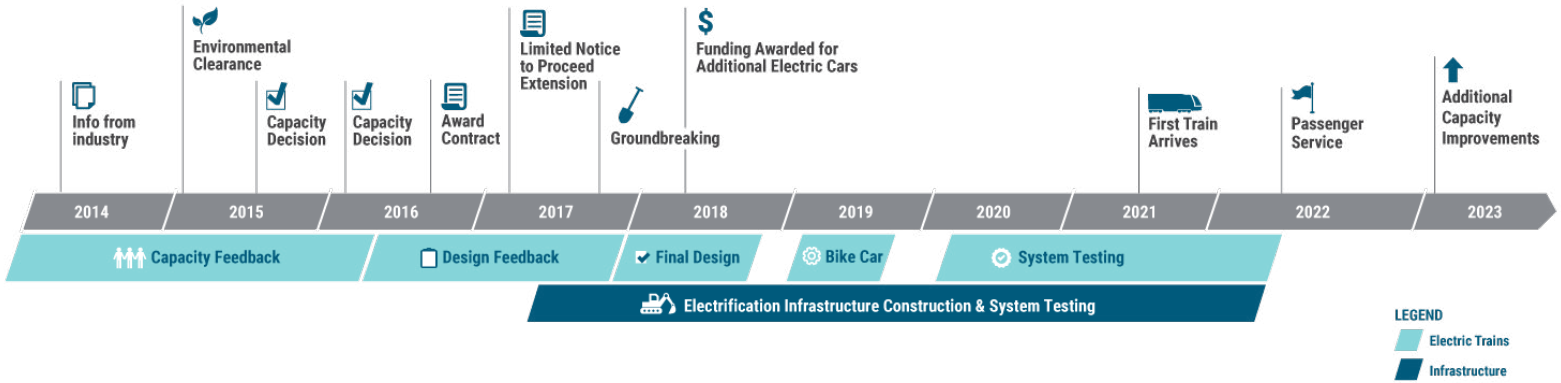 Environmental
Clearance
Limited Notice
to Proceed
Extension
$
Funding Awarded for
Additional Electric Cars
Info from
industry
Capacity
Decision
Capacity
Decision
Award
Contract
Groundbreaking
First Train
Arrives
Passenger
Service
Additional
Capacity
Improvements
2014
2015
2016
2017
2018
2019
2020
2021
2022
2023
Capacity Feedback
Design Feedback
Final Design
Bike Car
System Testing
Electrification Infrastructure Construction & System Testing
LEGEND
Electric Trains
Infrastructure